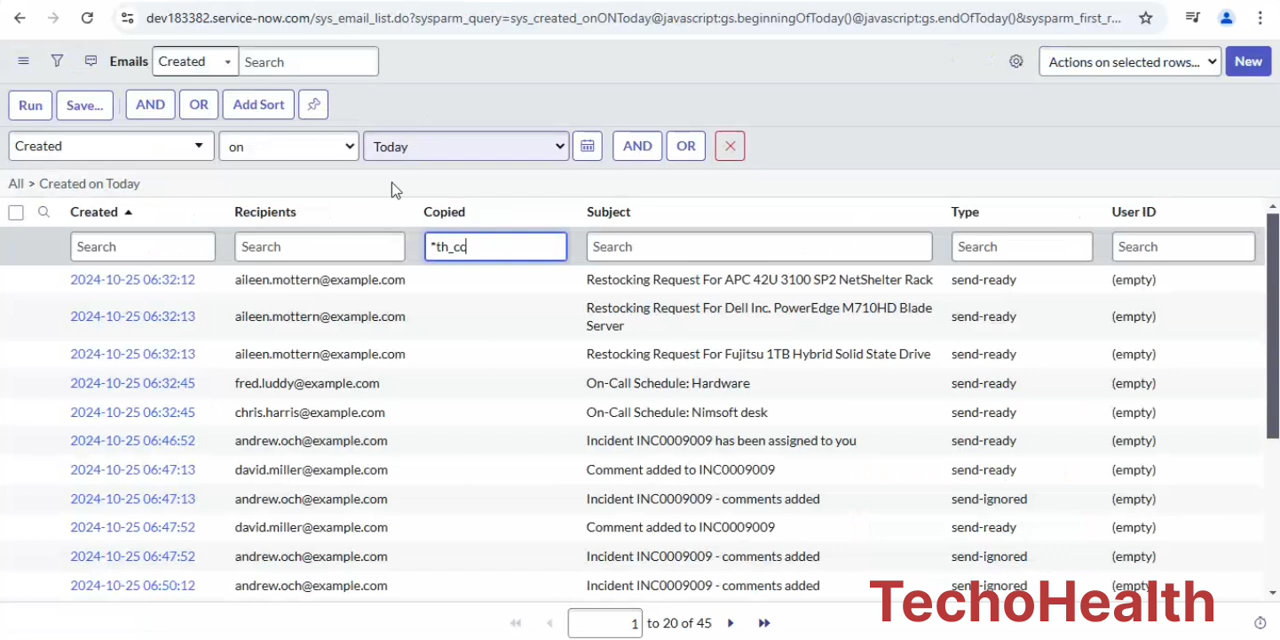 dev183382.service-now.com/sys_email_list.do?sysparm_query=sys_created_onONToday@javascript:gs.beginningOfToday()@javascript:gs.endOfToday()&sysparm_first_r...
Emails Created Search Actions on selected rows... New
Run Save... AND OR Add Sort
Created on Today AND OR
All > Created on Today
Created Recipients Copied Subject Type User ID
Search Search *th_cc Search Search Search
2024-10-25 06:32:12 aileen.mottern@example.com Restocking Request For APC 42U 3100 SP2 NetShelter Rack send-ready (empty)
2024-10-25 06:32:13 aileen.mottern@example.com Restocking Request For Dell Inc. PowerEdge M710HD Blade Server send-ready (empty)
2024-10-25 06:32:13 aileen.mottern@example.com Restocking Request For Fujitsu 1TB Hybrid Solid State Drive send-ready (empty)
2024-10-25 06:32:45 fred.luddy@example.com On-Call Schedule: Hardware send-ready (empty)
2024-10-25 06:32:45 chris.harris@example.com On-Call Schedule: Nimsoft desk send-ready (empty)
2024-10-25 06:46:52 andrew.och@example.com Incident INC0009009 has been assigned to you send-ready (empty)
2024-10-25 06:47:13 david.miller@example.com Comment added to INC0009009 send-ready (empty)
2024-10-25 06:47:13 andrew.och@example.com Incident INC0009009 - comments added send-ignored (empty)
2024-10-25 06:47:52 david.miller@example.com Comment added to INC0009009 send-ready (empty)
2024-10-25 06:47:52 andrew.och@example.com Incident INC0009009 - comments added send-ignored (empty)
2024-10-25 06:50:12 andrew.och@example.com Incident INC0009009 - comments added send-ignored (empty)
TechoHealth
1 to 20 of 45